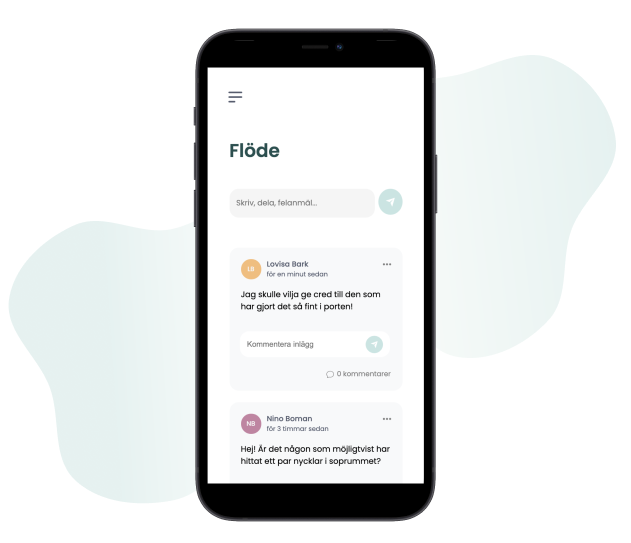 Flöde
Skriv, dela, felanmäl...
LB
Lovisa Bark
för en minut sedan
Jag skulle vilja ge cred till den som
har gjort det så fint i porten!
Kommentera inlägg
0 kommentarer
NB
Nino Boman
för 3 timmar sedan
Hej! Är det någon som möjligtvist har
hittat ett par nycklar i soprummet?